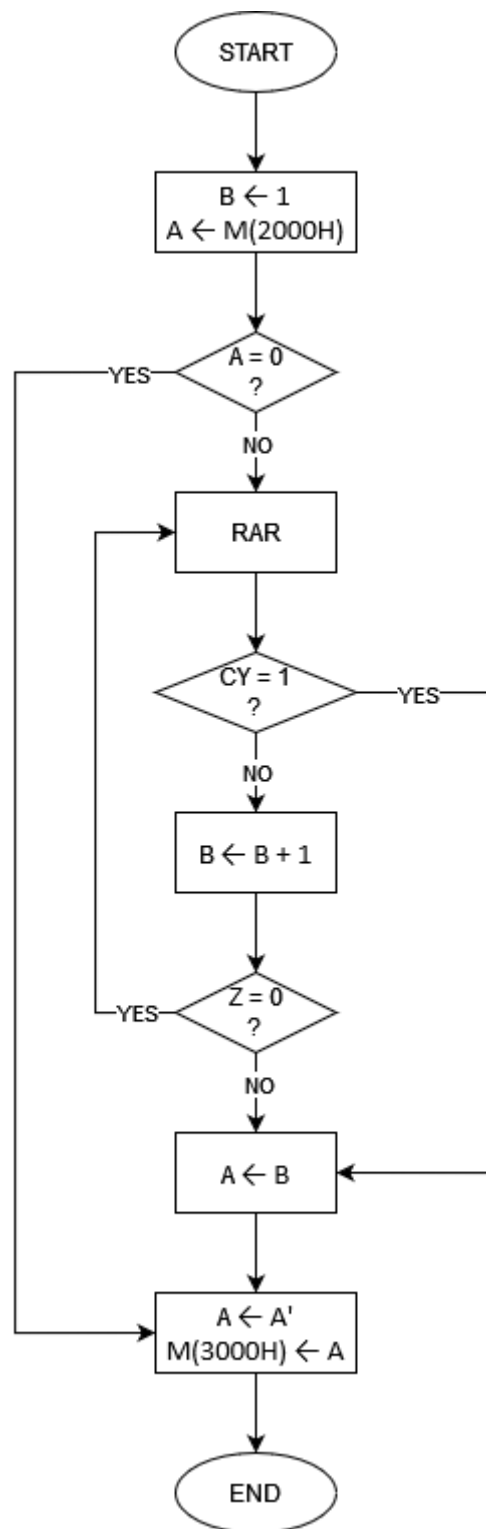 START
B ← 1
A ← M(2000H)
A = 0
?
YES
NO
RAR
CY = 1
?
YES
NO
B ← B + 1
Z = 0
?
YES
NO
A ← B
A ← A'
M(3000H) ← A
END